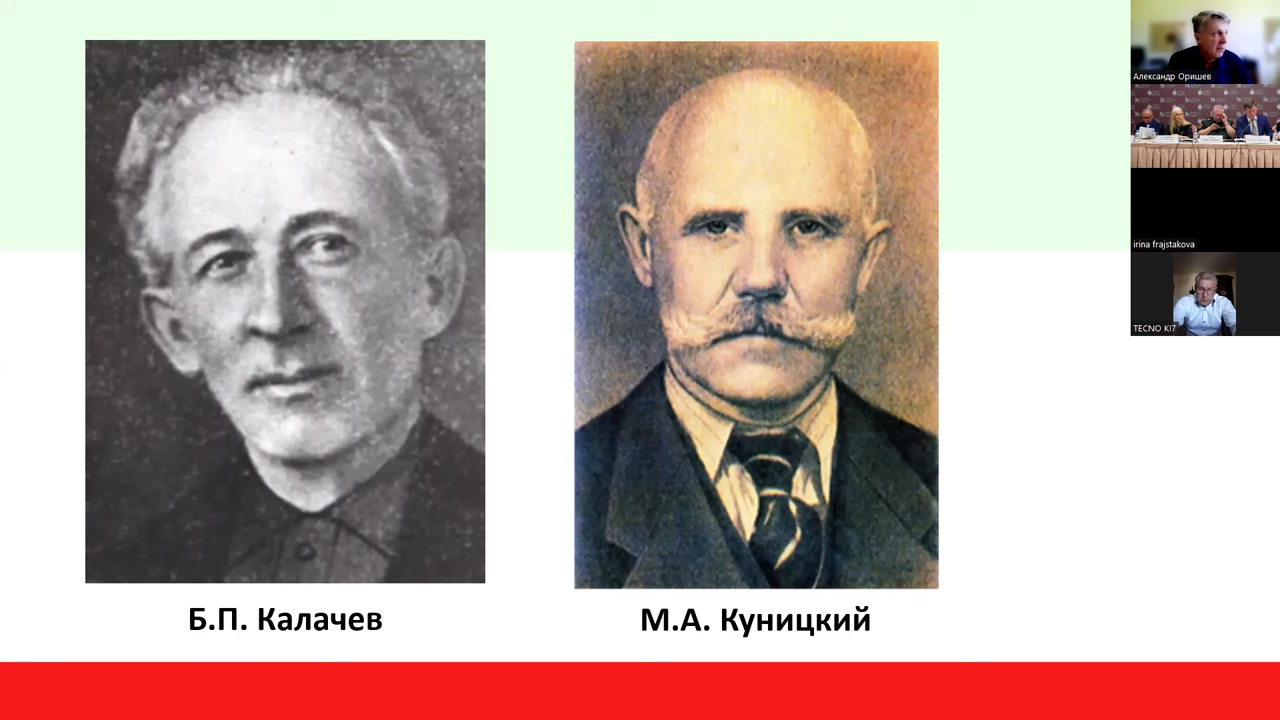 Б.П. Калачев
М.А. Куницкий
Александр Оришев
irina frajstakova
TECNO KI7